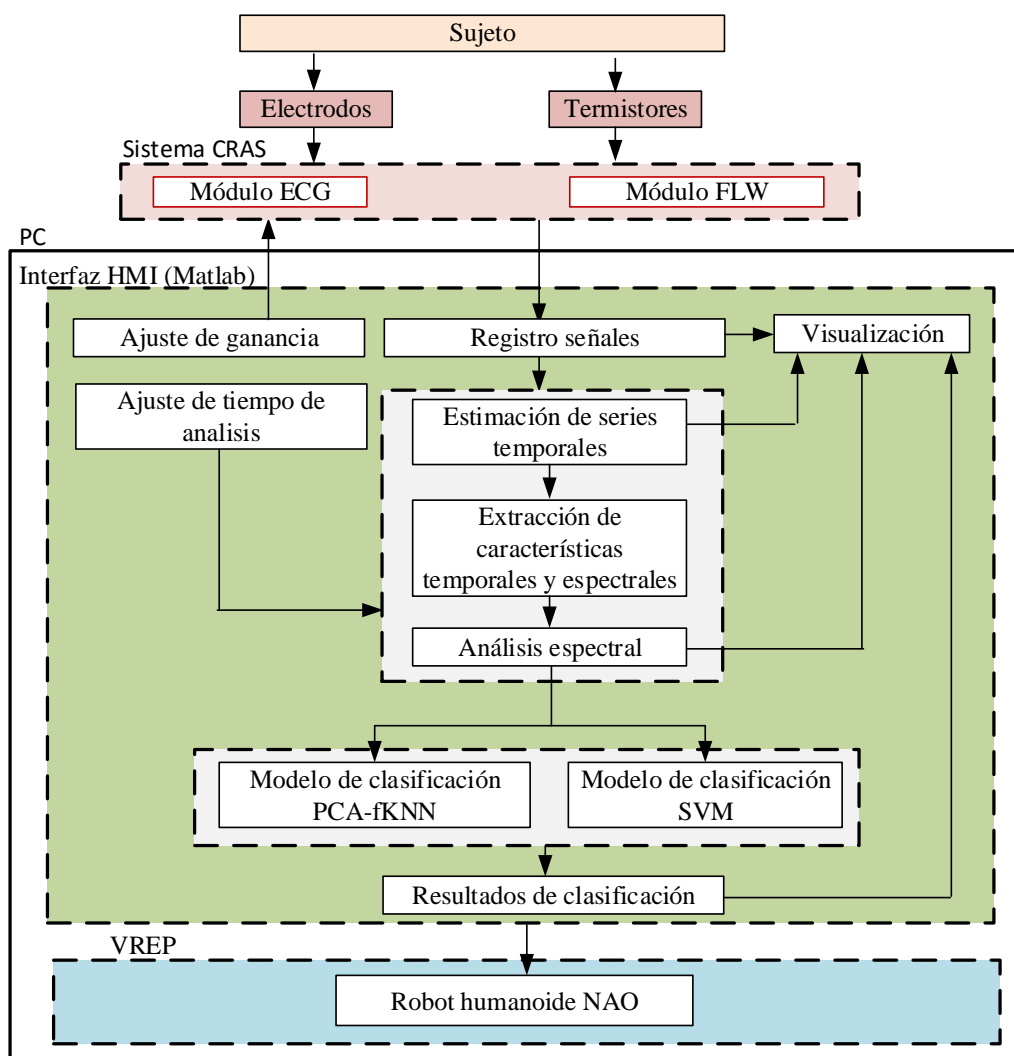 Sujeto
Electrodos
Termistores
Sistema CRAS
Módulo ECG
Módulo FLW
PC
Interfaz HMI (Matlab)
Ajuste de ganancia
Registro señales
Visualización
Ajuste de tiempo de
analisis
Estimación de series
temporales
Extracción de
características
temporales y espectrales
Análisis espectral
Modelo de clasificación
PCA-fKNN
Modelo de clasificación
SVM
Resultados de clasificación
VREP
Robot humanoide NAO